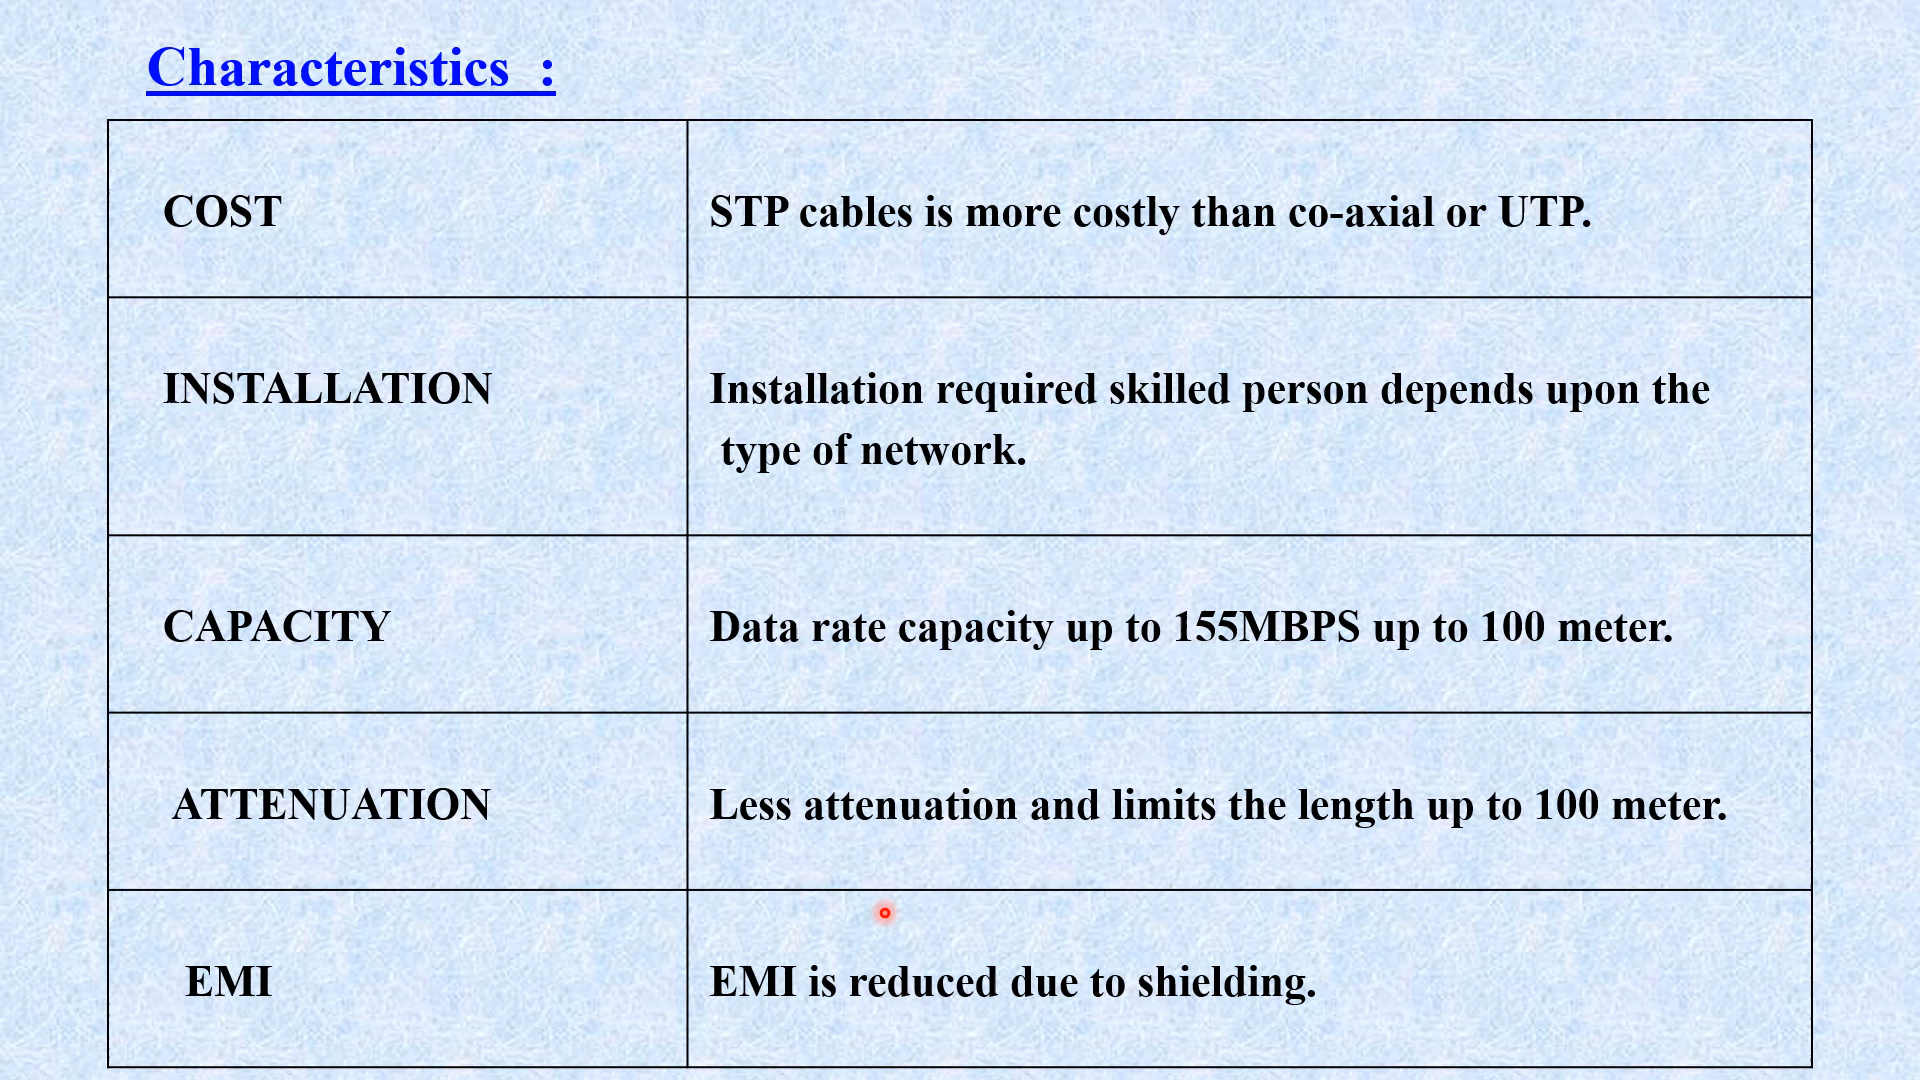 Characteristics :
COST
STP cables is more costly than co-axial or UTP.
INSTALLATION
Installation required skilled person depends upon the
type of network.
CAPACITY
Data rate capacity up to 155MBPS up to 100 meter.
ATTENUATION
Less attenuation and limits the length up to 100 meter.
EMI
EMI is reduced due to shielding.